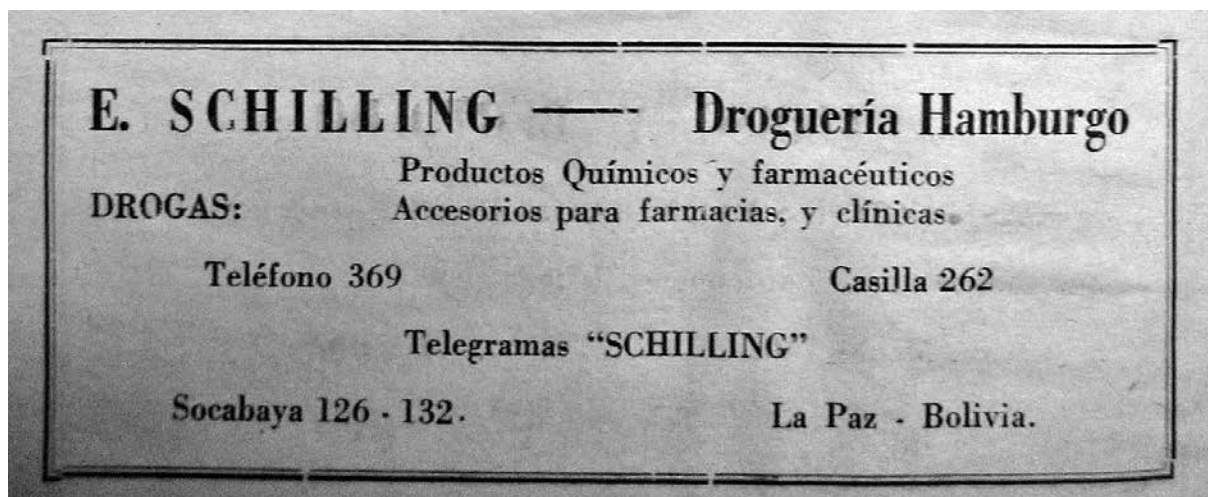 E. SCHILLING —— Droguería Hamburgo
Productos Químicos y farmacéuticos
DROGAS: Accesorios para farmacias, y clínicas.
Teléfono 369 Casilla 262
Telegramas “SCHILLING”
Socabaya 126 - 132. La Paz - Bolivia.